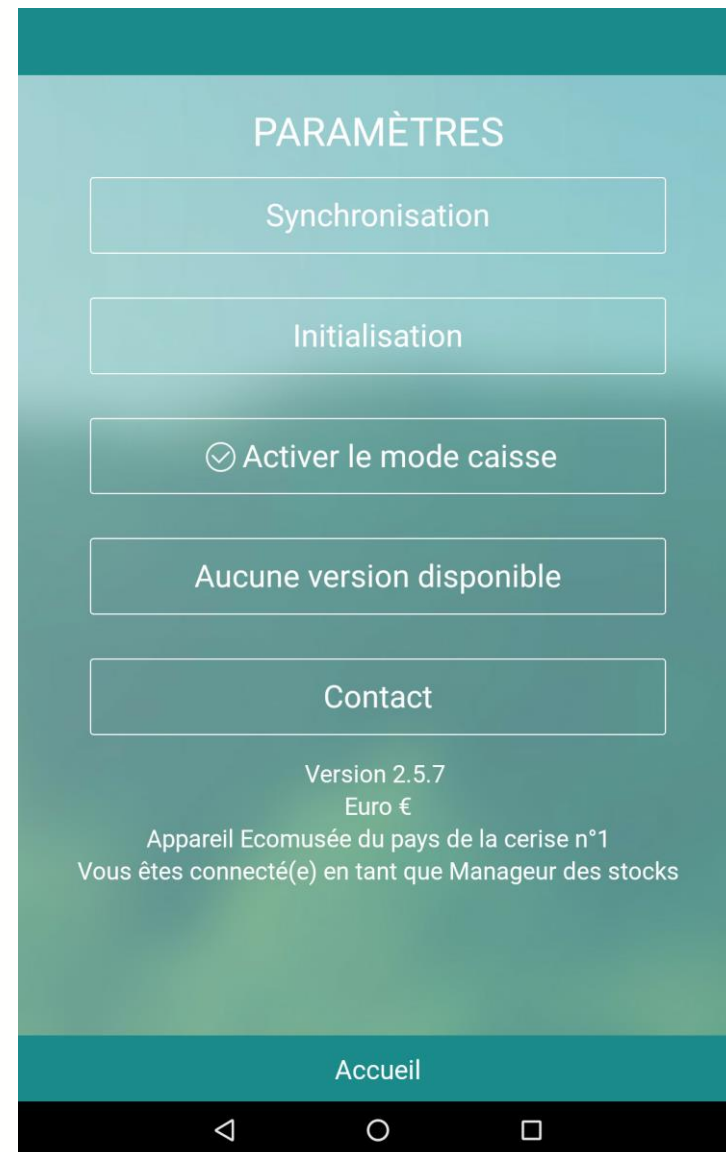 PARAMÈTRES
Synchronisation
Initialisation
Activer le mode caisse
Aucune version disponible
Contact
Version 2.5.7
Euro €
Appareil Ecomusée du pays de la cerise n°1
Vous êtes connecté(e) en tant que Manageur des stocks
Accueil